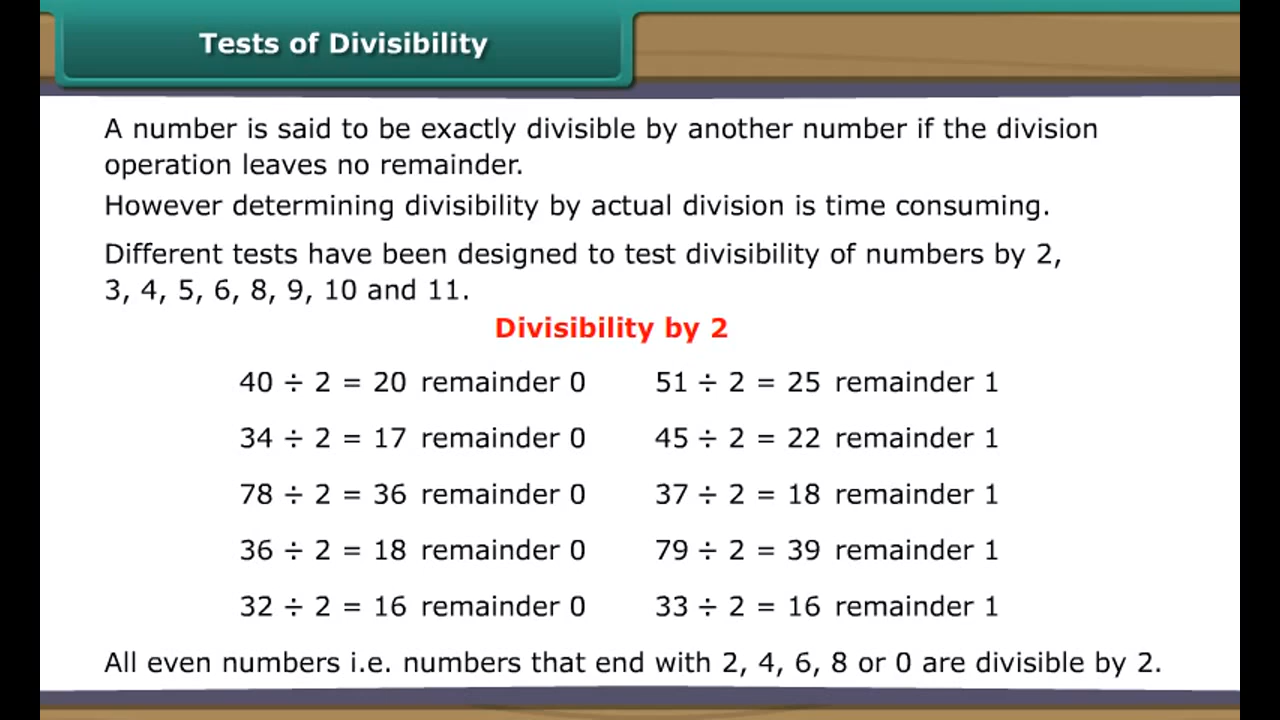 Tests of Divisibility
A number is said to be exactly divisible by another number if the division
operation leaves no remainder.
However determining divisibility by actual division is time consuming.
Different tests have been designed to test divisibility of numbers by 2,
3, 4, 5, 6, 8, 9, 10 and 11.
Divisibility by 2
40 ÷ 2 = 20 remainder 0 51 ÷ 2 = 25 remainder 1
34 ÷ 2 = 17 remainder 0 45 ÷ 2 = 22 remainder 1
78 ÷ 2 = 36 remainder 0 37 ÷ 2 = 18 remainder 1
36 ÷ 2 = 18 remainder 0 79 ÷ 2 = 39 remainder 1
32 ÷ 2 = 16 remainder 0 33 ÷ 2 = 16 remainder 1
All even numbers i.e. numbers that end with 2, 4, 6, 8 or 0 are divisible by 2.